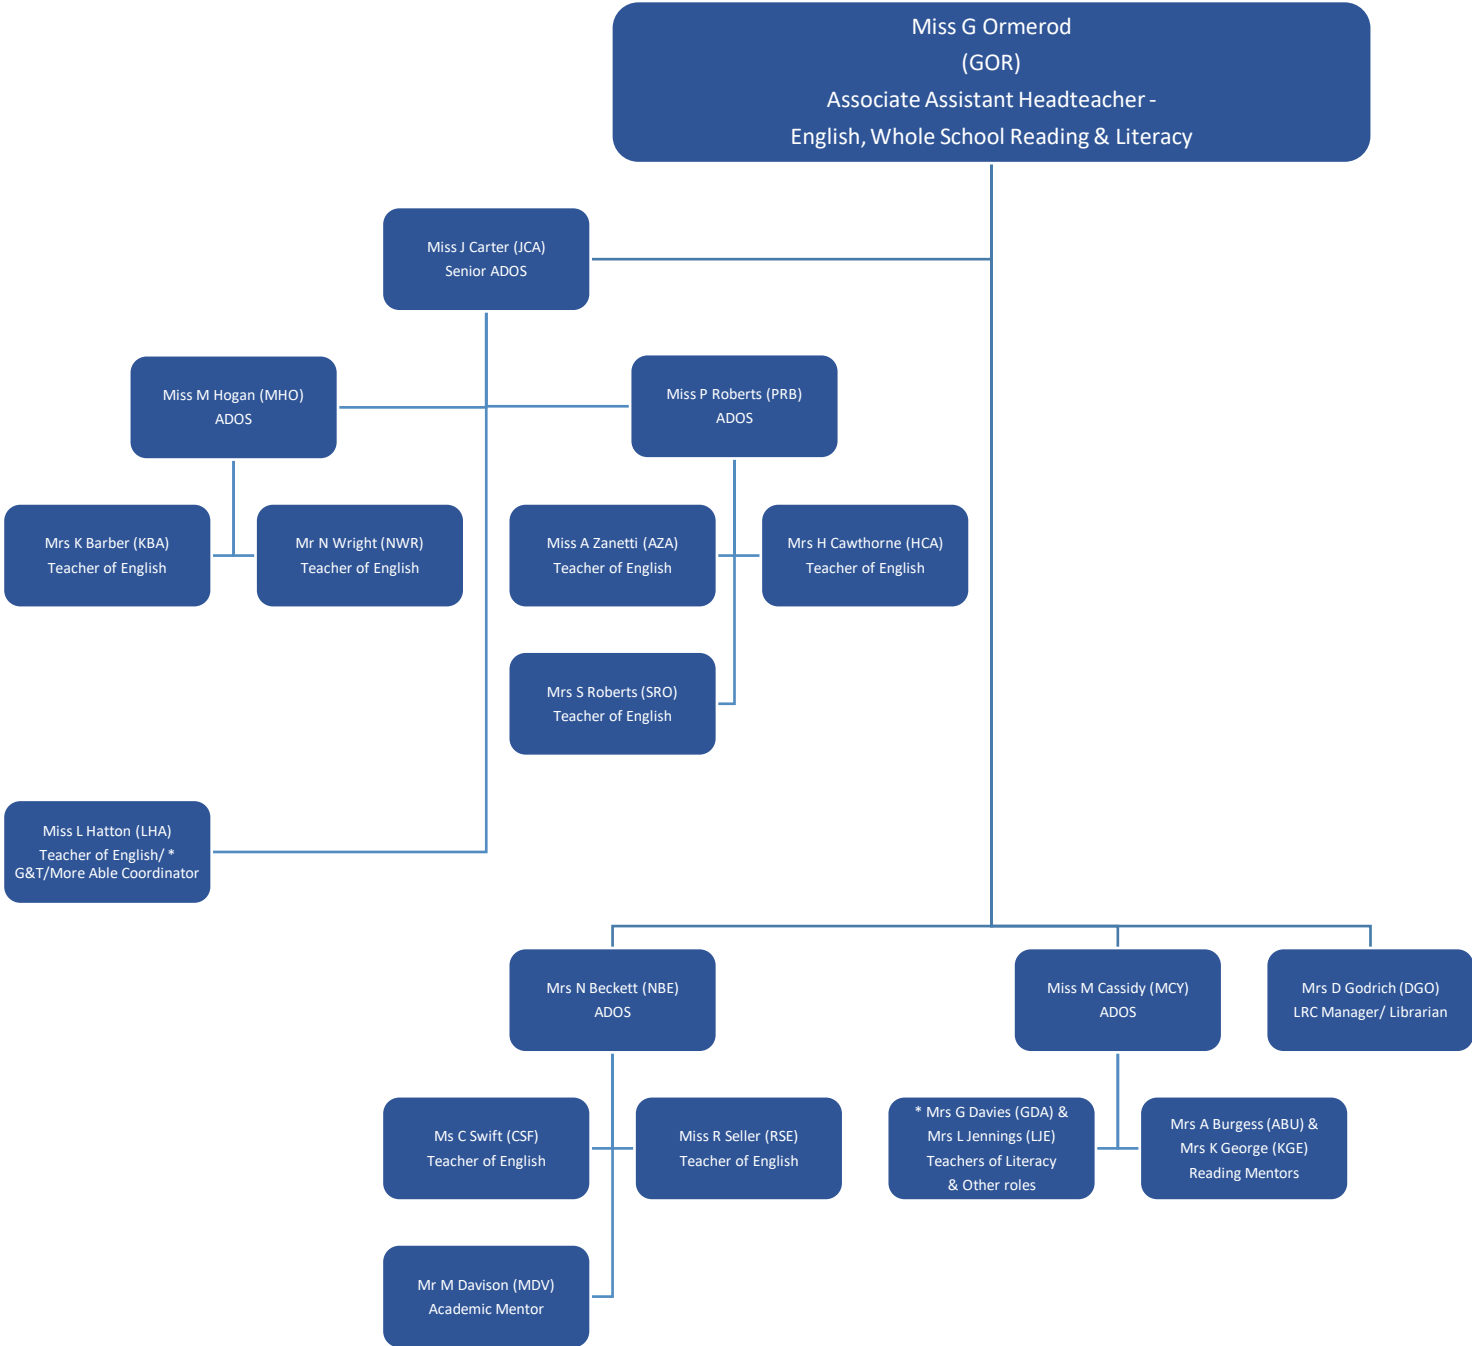 Miss G Ormerod
(GOR)
Associate Assistant Headteacher -
English, Whole School Reading & Literacy
Miss J Carter (JCA)
Senior ADOS
Miss M Hogan (MHO)
ADOS
Miss P Roberts (PRB)
ADOS
Mrs K Barber (KBA)
Teacher of English
Mr N Wright (NWR)
Teacher of English
Miss A Zanetti (AZA)
Teacher of English
Mrs H Cawthorne (HCA)
Teacher of English
Mrs S Roberts (SRO)
Teacher of English
Miss L Hatton (LHA)
Teacher of English/ *
G&T/More Able Coordinator
Mrs N Beckett (NBE)
ADOS
Miss M Cassidy (MCY)
ADOS
Mrs D Godrich (DGO)
LRC Manager/ Librarian
Ms C Swift (CSF)
Teacher of English
Miss R Seller (RSE)
Teacher of English
* Mrs G Davies (GDA) &
Mrs L Jennings (LJE)
Teachers of Literacy
& Other roles
Mrs A Burgess (ABU) &
Mrs K George (KGE)
Reading Mentors
Mr M Davison (MDV)
Academic Mentor